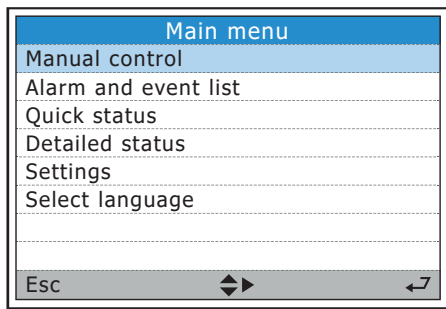 Main menu
Manual control
Alarm and event list
Quick status
Detailed status
Settings
Select language
Esc